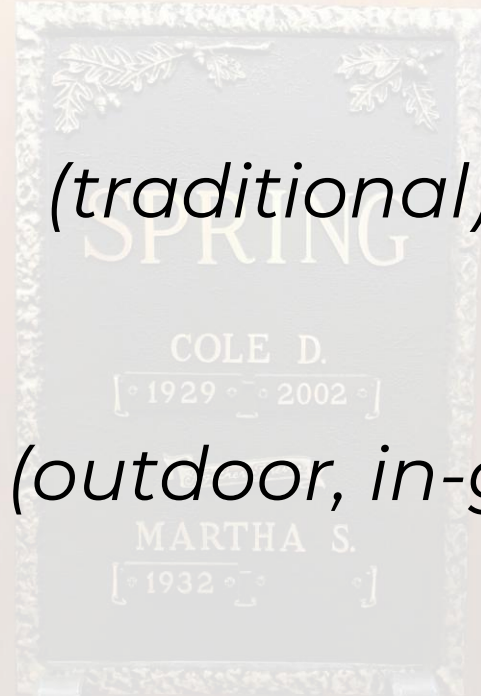 (traditional)
SPRING
COLE D.
1929 2002
(outdoor, in-g
MARTHA S.
1932